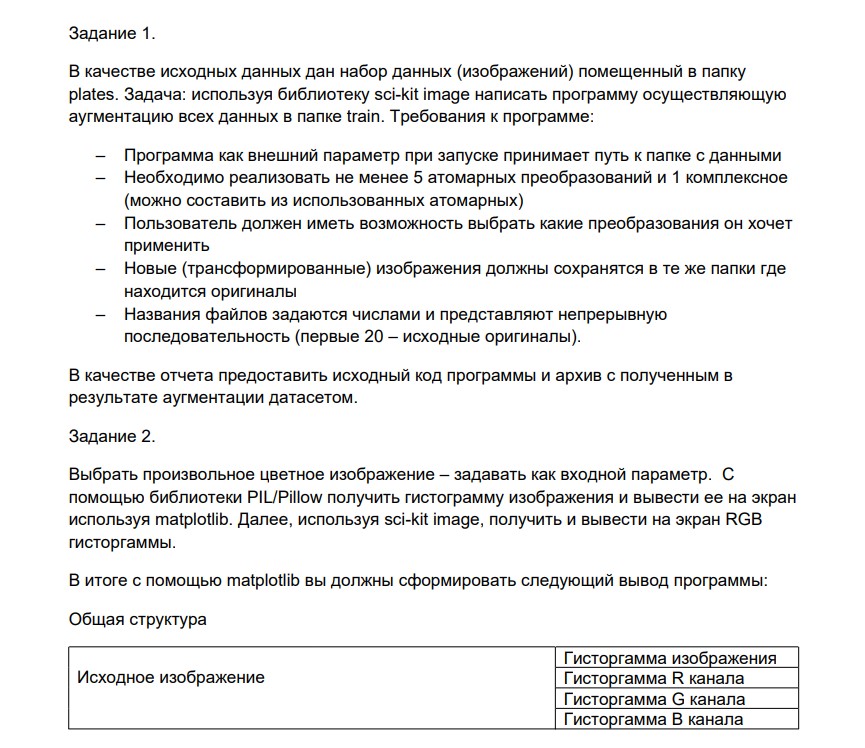 Задание 1.
В качестве исходных данных дан набор данных (изображений) помещенный в папку
plates. Задача: используя библиотеку sci-kit image написать программу осуществляющую
аугментацию всех данных в папке train. Требования к программе:
– Программа как внешний параметр при запуске принимает путь к папке с данными
– Необходимо реализовать не менее 5 атомарных преобразований и 1 комплексное
(можно составить из использованных атомарных)
– Пользователь должен иметь возможность выбрать какие преобразования он хочет
применить
– Новые (трансформированные) изображения должны сохранятся в те же папки где
находится оригиналы
– Названия файлов задаются числами и представляют непрерывную
последовательность (первые 20 – исходные оригиналы).
В качестве отчета предоставить исходный код программы и архив с полученным в
результате аугментации датасетом.
Задание 2.
Выбрать произвольное цветное изображение – задавать как входной параметр. С
помощью библиотеки PIL/Pillow получить гистограмму изображения и вывести ее на экран
используя matplotlib. Далее, используя sci-kit image, получить и вывести на экран RGB
гисторгаммы.
В итоге с помощью matplotlib вы должны сформировать следующий вывод программы:
Общая структура
Исходное изображение
Гисторгамма изображения
Гисторгамма R канала
Гисторгамма G канала
Гисторгамма B канала